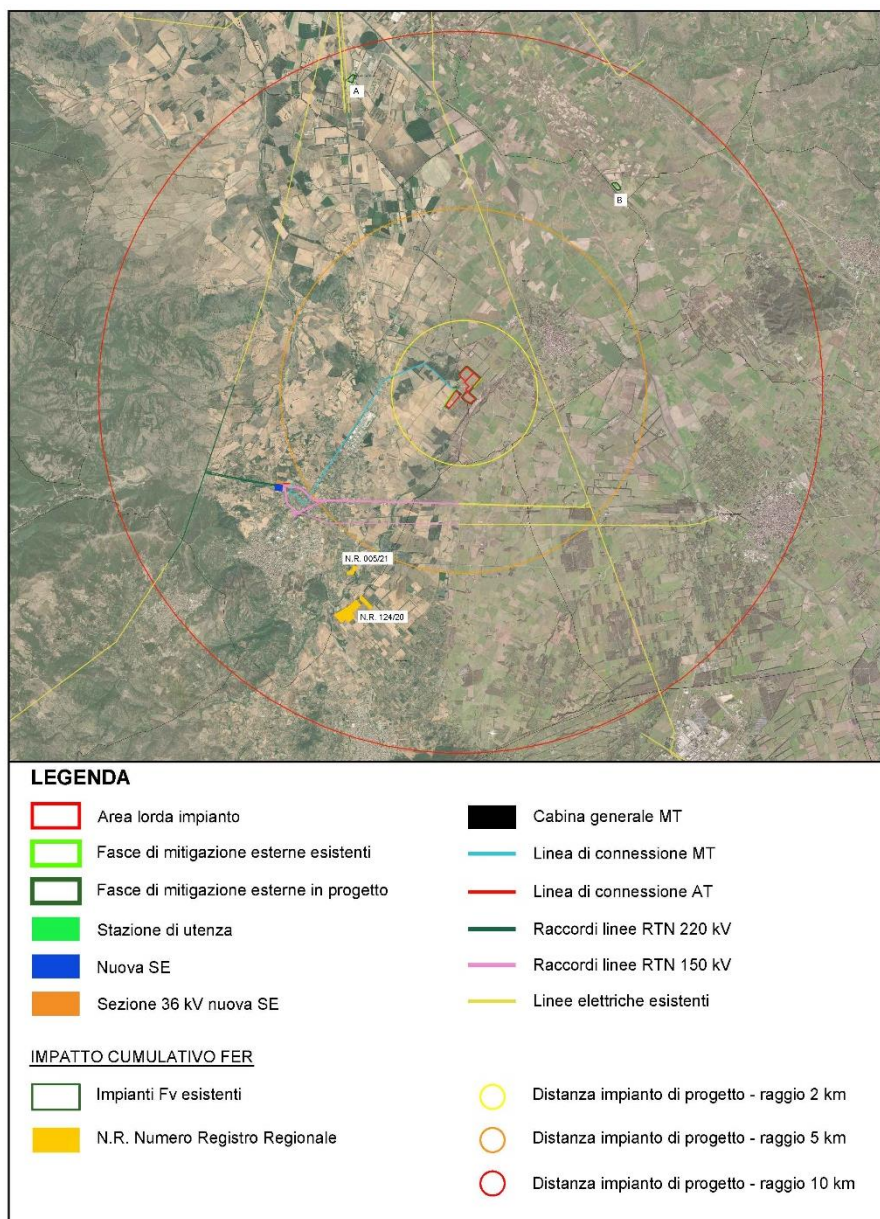 A
B
N.R. 005/21
N.R. 124/20
LEGENDA
Area lorda impianto
Fasce di mitigazione esterne esistenti
Fasce di mitigazione esterne in progetto
Stazione di utenza
Nuova SE
Sezione 36 kV nuova SE
Cabina generale MT
Linea di connessione MT
Linea di connessione AT
Raccordi linee RTN 220 kV
Raccordi linee RTN 150 kV
Linee elettriche esistenti
IMPATTO CUMULATIVO FER
Impianti Fv esistenti
N.R. Numero Registro Regionale
Distanza impianto di progetto - raggio 2 km
Distanza impianto di progetto - raggio 5 km
Distanza impianto di progetto - raggio 10 km